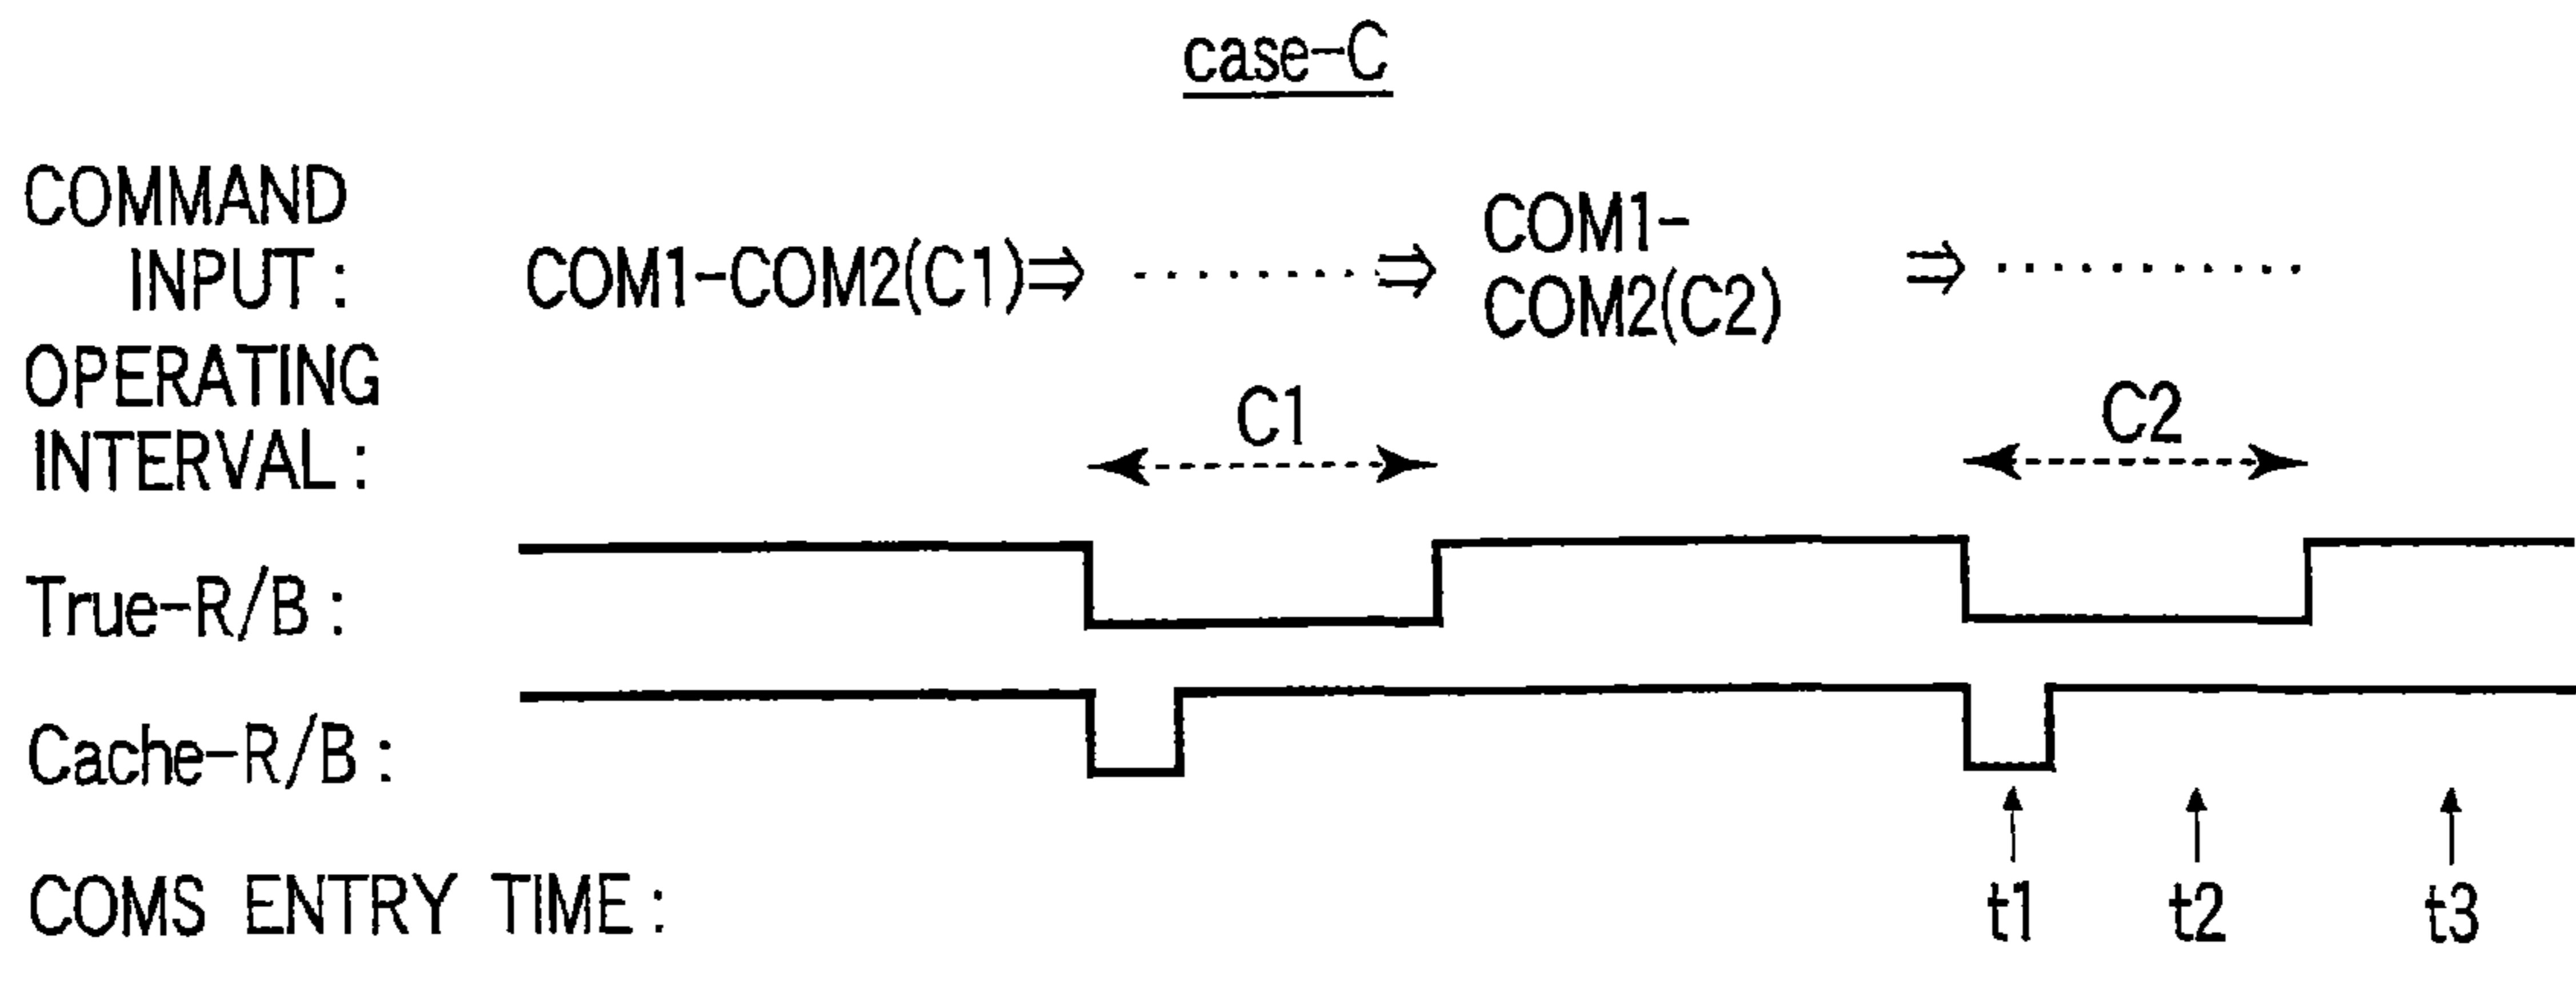 case-C
COMMAND
INPUT :
COM1-COM2(C1)⇒ ········· ⇒ COM1-
COM2(C2) ⇒ ···········
OPERATING
INTERVAL :
C1
C2
True-R/B :
Cache-R/B :
COMS ENTRY TIME :
t1
t2
t3